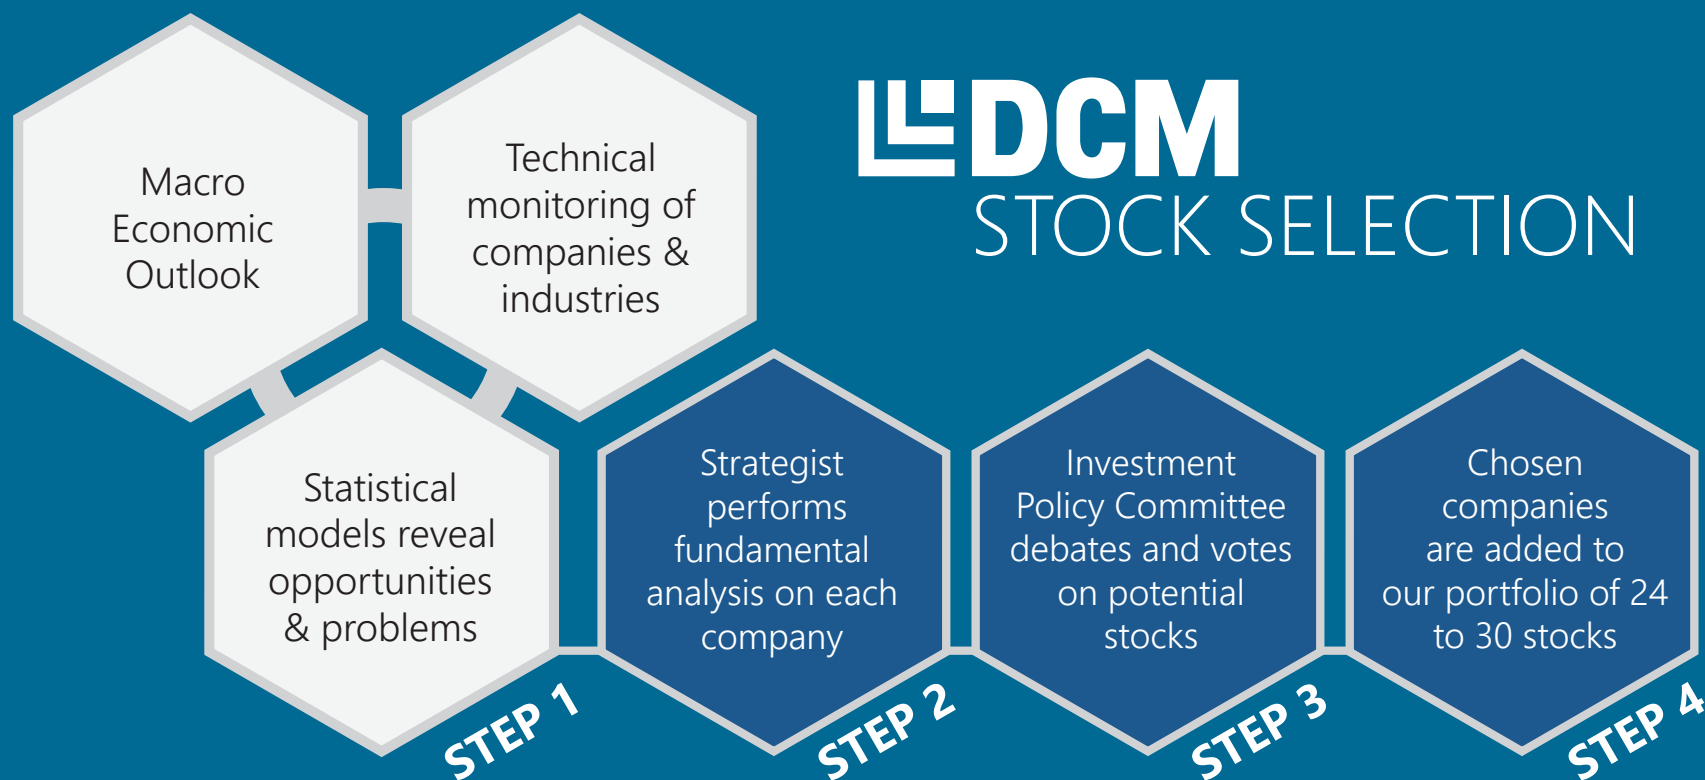 DCM
STOCK SELECTION
Macro
Economic
Outlook
Technical
monitoring of
companies &
industries
Statistical
models reveal
opportunities
& problems
STEP 1
Strategist
performs
fundamental
analysis on each
company
STEP 2
Investment
Policy Committee
debates and votes
on potential
stocks
STEP 3
Chosen
companies
are added to
our portfolio of 24
to 30 stocks
STEP 4